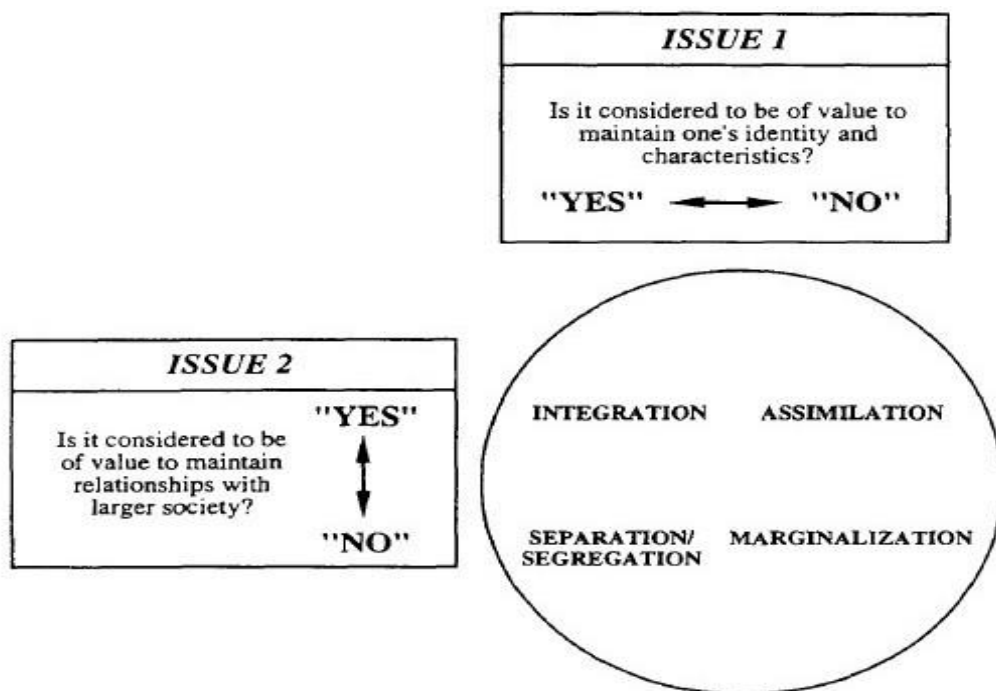 ISSUE 1
Is it considered to be of value to
maintain one's identity and
characteristics?
"YES" "NO"
ISSUE 2
"YES"
Is it considered to be
of value to maintain
relationships with
larger society?
"NO"
INTEGRATION ASSIMILATION
SEPARATION/ MARGINALIZATION
SEGREGATION